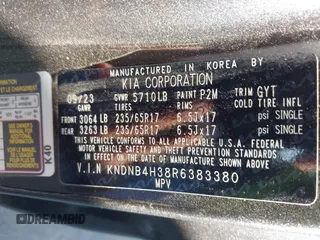 MANUFACTURED IN KOREA BY
KIA CORPORATION
05/23 GVWR 5710LB PAINT P2M TRIM GYT
GAWR TIRES RIMS COLD TIRE INFL
FRONT 3064 LB 235/65R17 6.5Jx17 psi SINGLE
REAR 3263 LB 235/65R17 6.5Jx17 psi SINGLE
THIS VEHICLE CONFORMS TO ALL APPLICABLE FEDERAL
MOTOR VEHICLE SAFETY, BUMPER, AND THEFT
PREVENTION STANDARDS IN EFFECT ON THE DATE OF
MANUFACTURE SHOWN ABOVE.
V.I.N KNDNB4H38R6383380
MPV
K40
DREAMBID